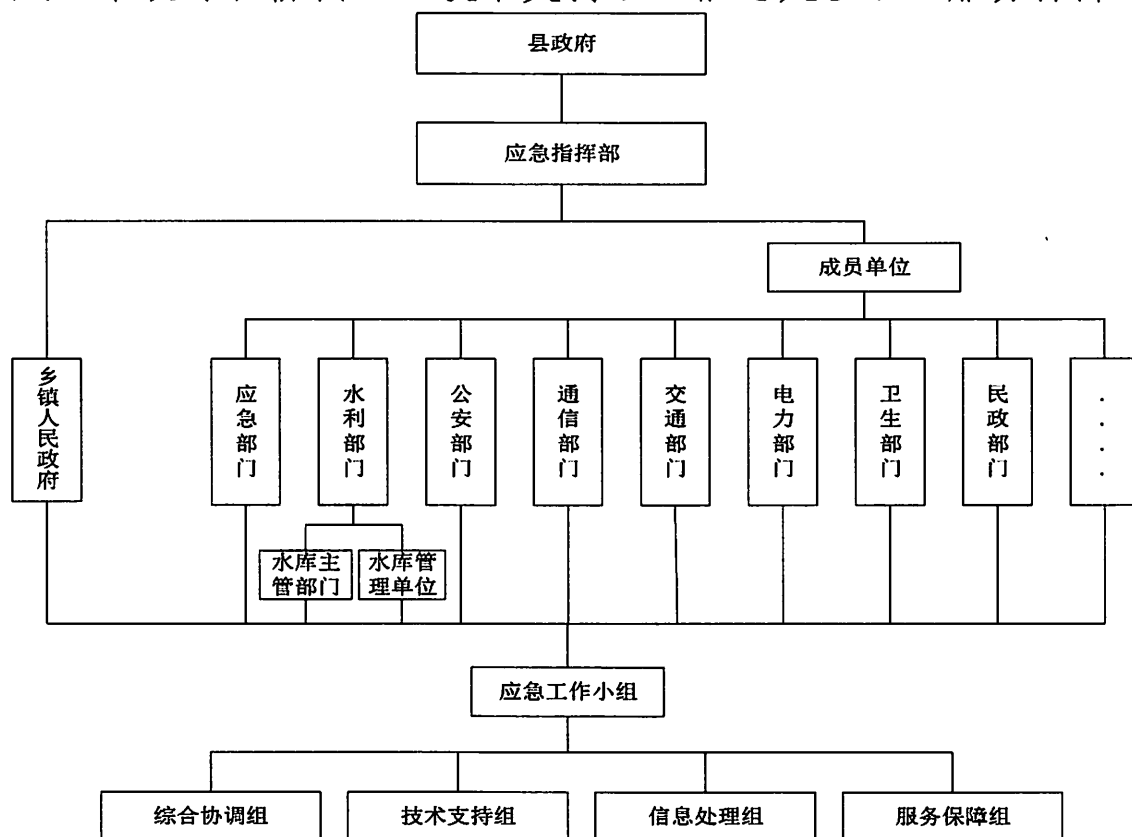 县政府
应急指挥部
成员单位
乡镇人民政府
应急部门
水利部门
公安部门
通信部门
交通部门
电力部门
卫生部门
民政部门
. . . .
水库主
管部门
水库管
理单位
应急工作小组
综合协调组
技术支持组
信息处理组
服务保障组